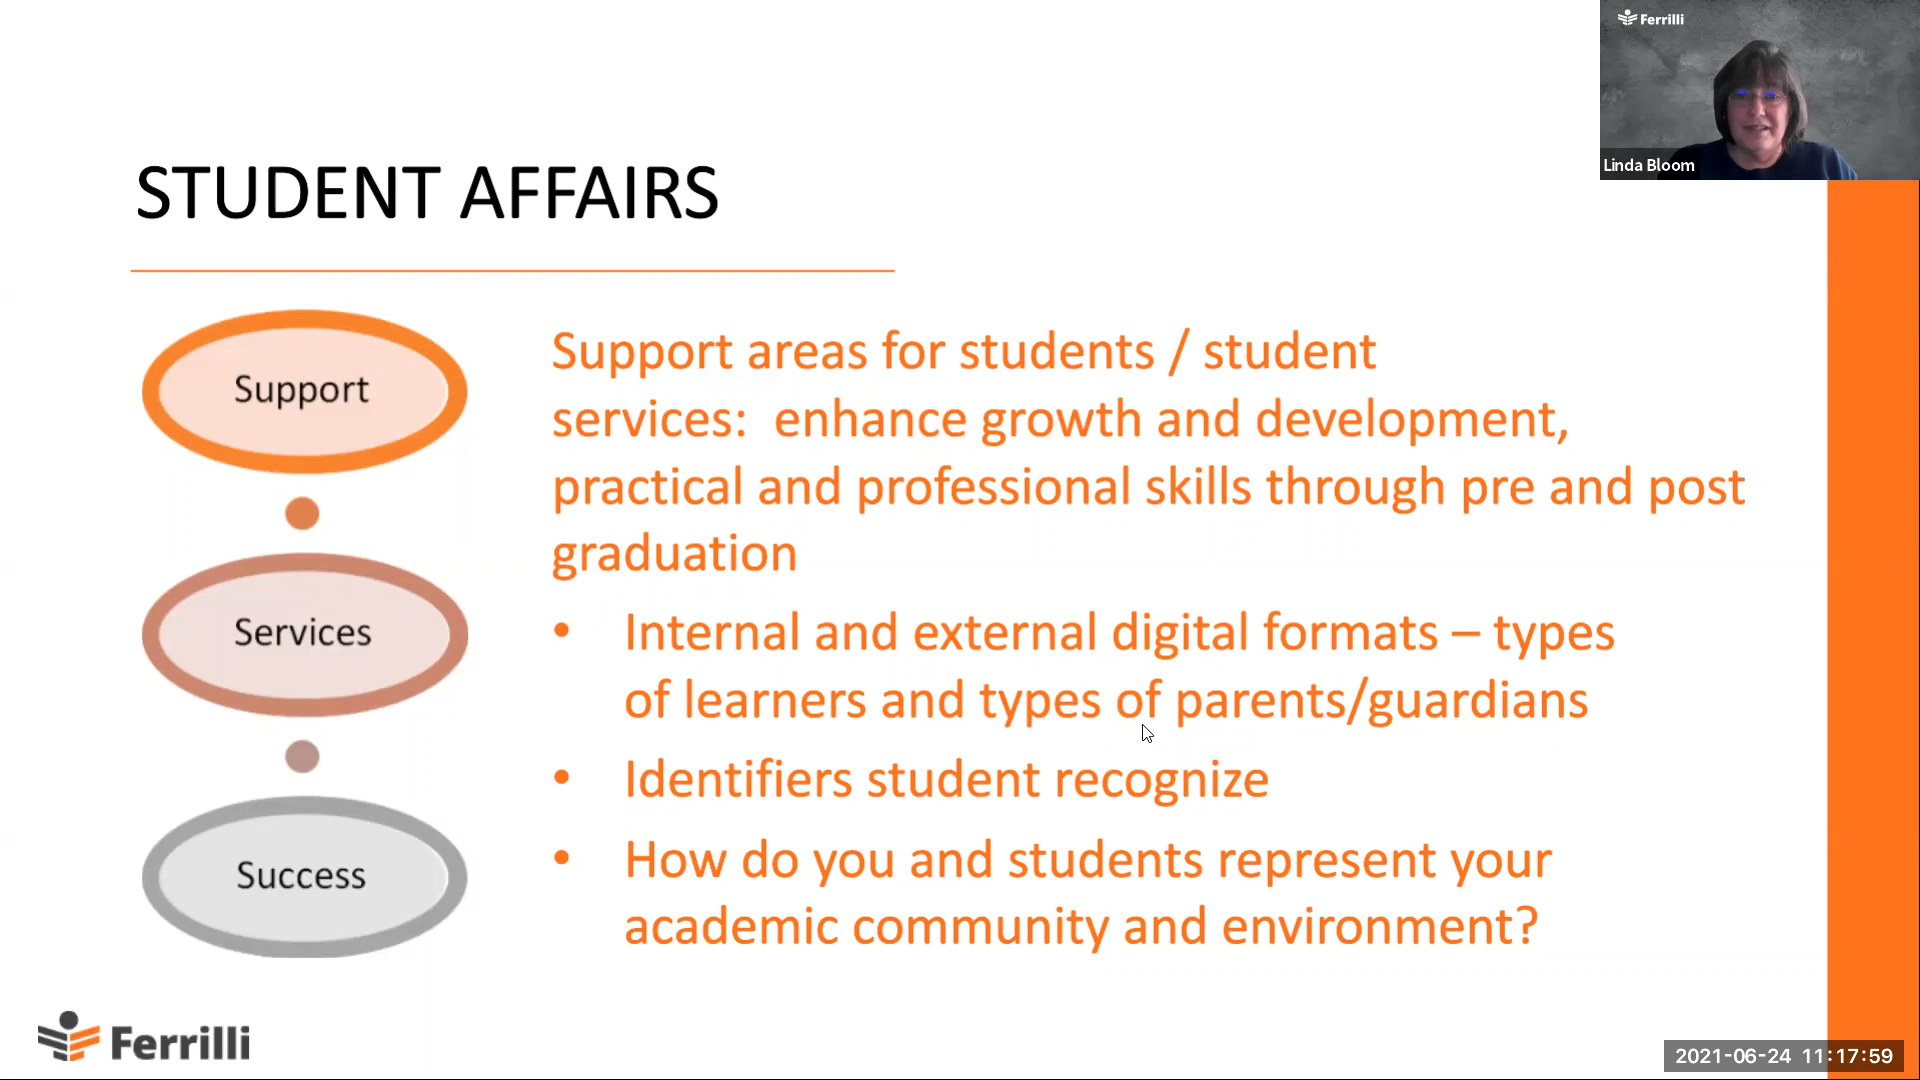 Ferrilli
Linda Bloom
STUDENT AFFAIRS
Support
Services
Success
Support areas for students / student
services:  enhance growth and development,
practical and professional skills through pre and post
graduation
• Internal and external digital formats – types
of learners and types of parents/guardians
• Identifiers student recognize
• How do you and students represent your
academic community and environment?
Ferrilli
2021-06-24 11:17:59